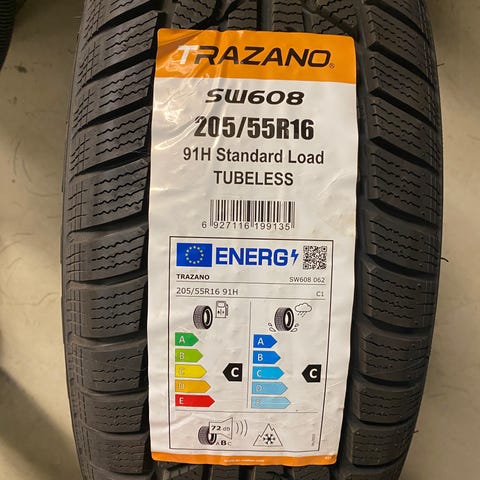 TRAZANO
SW608
205/55R16
91H Standard Load
TUBELESS
6 927116 199135
ENERG
TRAZANO
SW608 062
205/55R16 91H
C1
A
B
C
D
E
C
A
B
C
D
E
C
72 dB
ABC